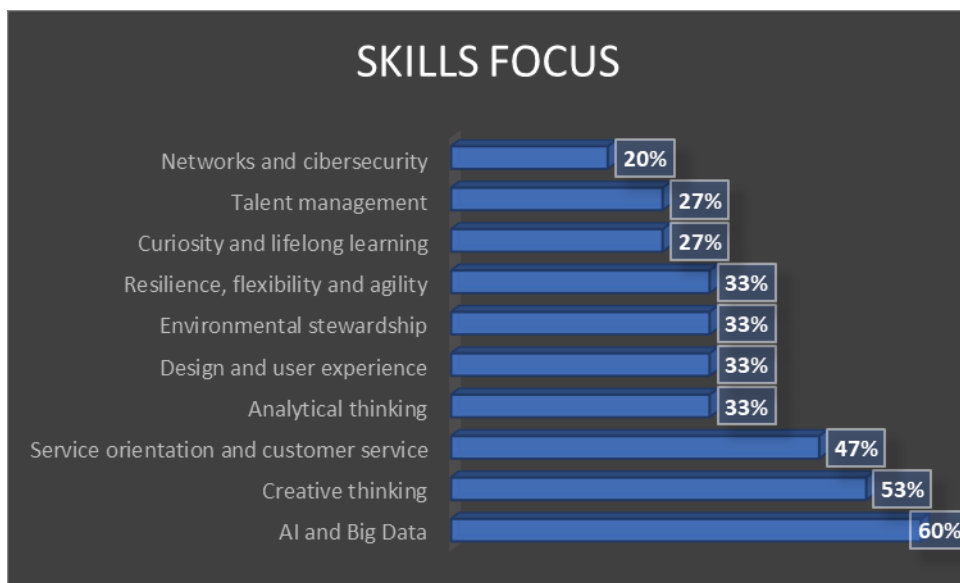 SKILLS FOCUS
Networks and cibersecurity 20%
Talent management 27%
Curiosity and lifelong learning 27%
Resilience, flexibility and agility 33%
Environmental stewardship 33%
Design and user experience 33%
Analytical thinking 33%
Service orientation and customer service 47%
Creative thinking 53%
AI and Big Data 60%